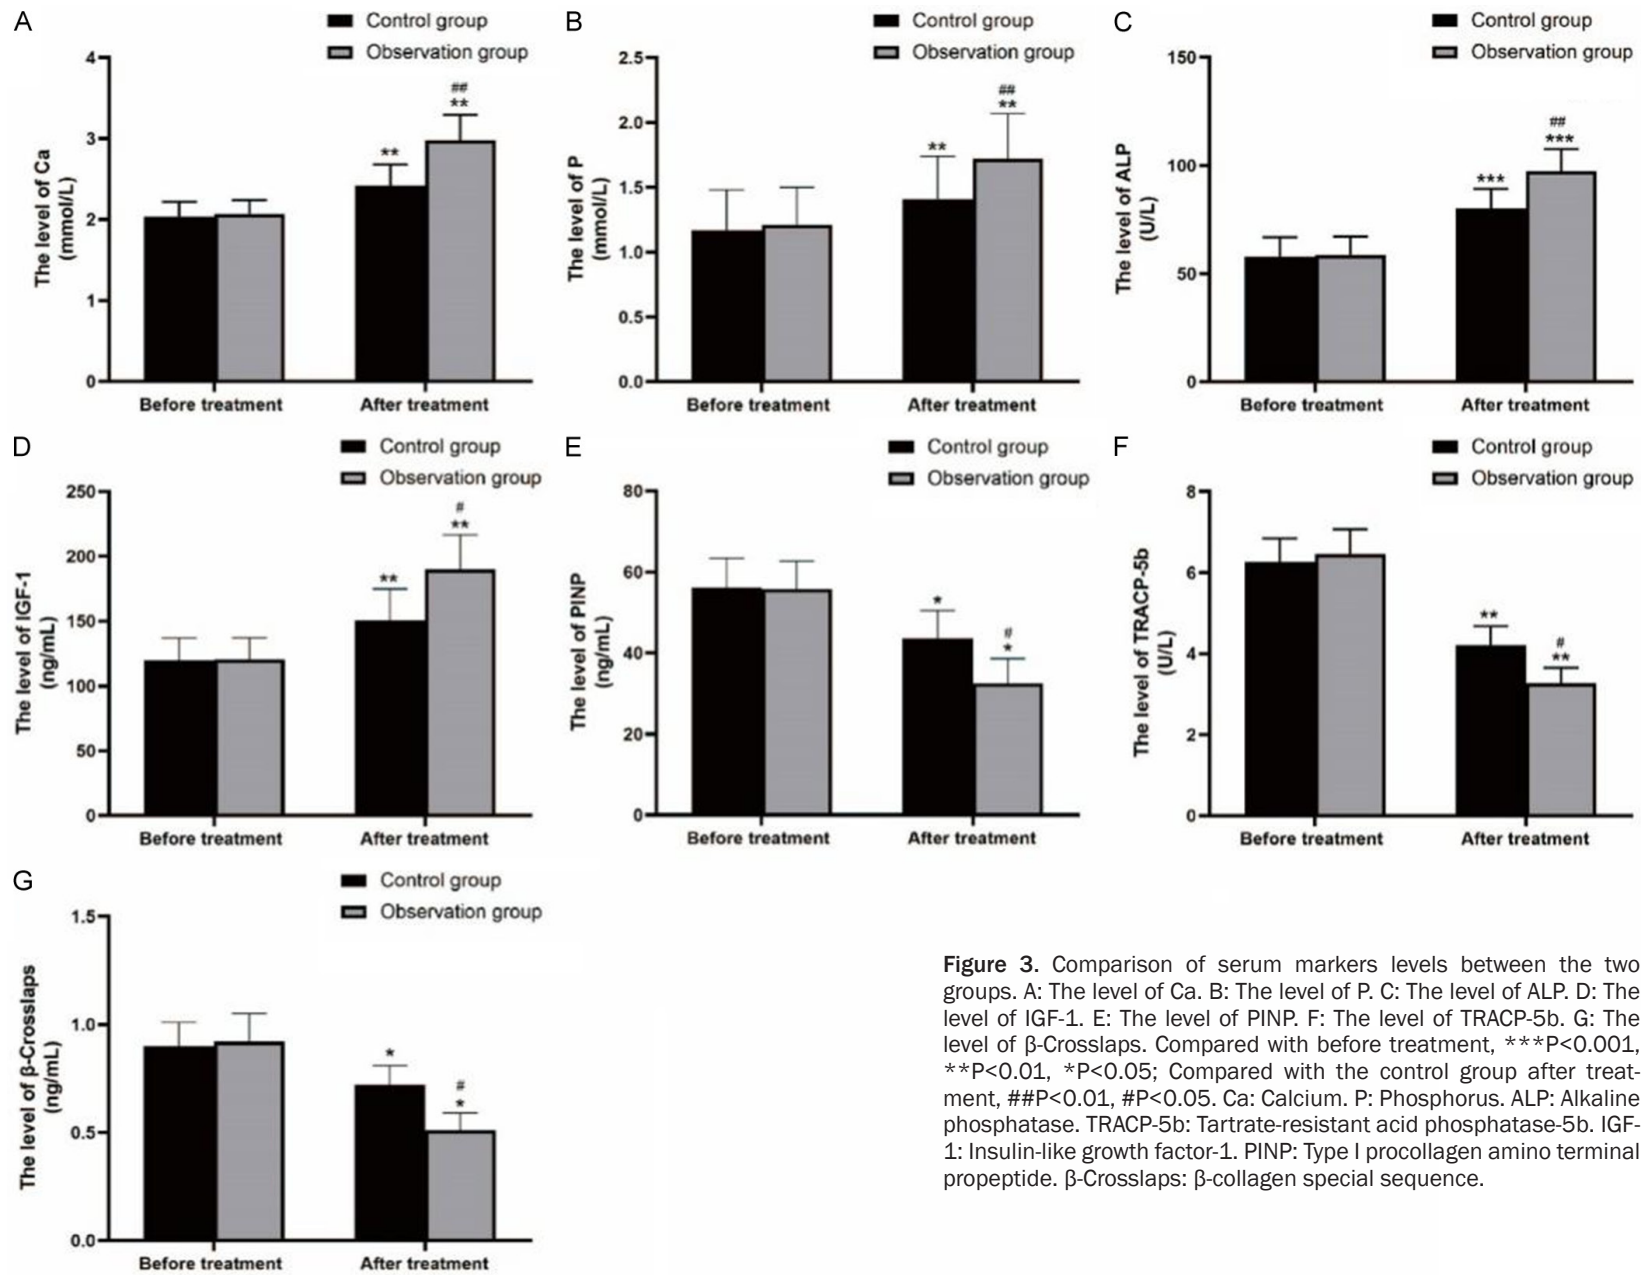 A
Control group
Observation group
4
3
2
1
0
The level of Ca
(mmol/L)
**
##
**
Before treatment
After treatment
B
Control group
Observation group
2.5
2.0
1.5
1.0
0.5
0.0
The level of P
(mmol/L)
**
##
**
Before treatment
After treatment
C
Control group
Observation group
150
100
50
0
The level of ALP
(U/L)
***
##
***
Before treatment
After treatment
D
Control group
Observation group
250
200
150
100
50
0
The level of IGF-1
(ng/mL)
**
#
**
Before treatment
After treatment
E
Control group
Observation group
80
60
40
20
0
The level of PINP
(ng/mL)
*
#
*
Before treatment
After treatment
F
Control group
Observation group
8
6
4
2
0
The level of TRACP-5b
(U/L)
**
#
**
Before treatment
After treatment
G
Control group
Observation group
1.5
1.0
0.5
0.0
The level of β-Crosslaps
(ng/mL)
*
#
*
Before treatment
After treatment
Figure 3. Comparison of serum markers levels between the two
groups. A: The level of Ca. B: The level of P. C: The level of ALP. D: The
level of IGF-1. E: The level of PINP. F: The level of TRACP-5b. G: The
level of β-Crosslaps. Compared with before treatment, ***P<0.001,
**P<0.01, *P<0.05; Compared with the control group after treat-
ment, ##P<0.01, #P<0.05. Ca: Calcium. P: Phosphorus. ALP: Alkaline
phosphatase. TRACP-5b: Tartrate-resistant acid phosphatase-5b. IGF-
1: Insulin-like growth factor-1. PINP: Type I procollagen amino terminal
propeptide. β-Crosslaps: β-collagen special sequence.